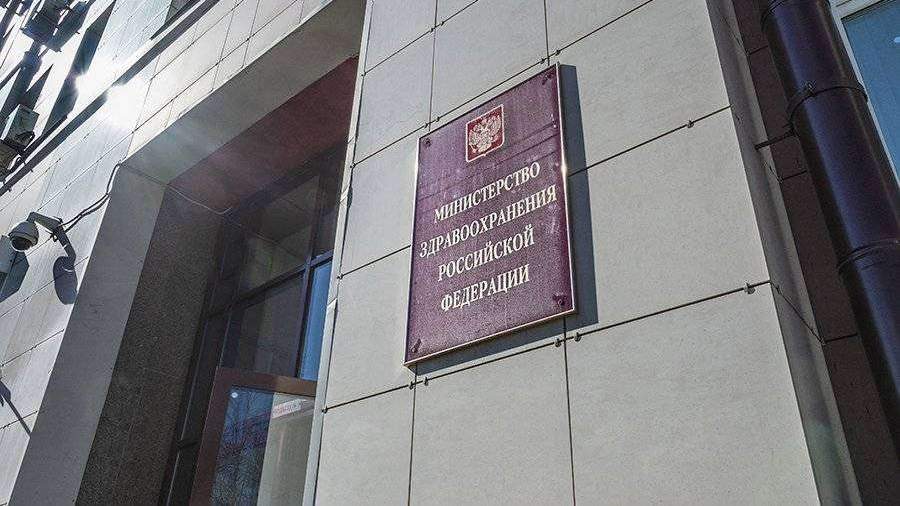 МИНИСТЕРСТВО
ЗДРАВООХРАНЕНИЯ
РОССИЙСКОЙ
ФЕДЕРАЦИИ